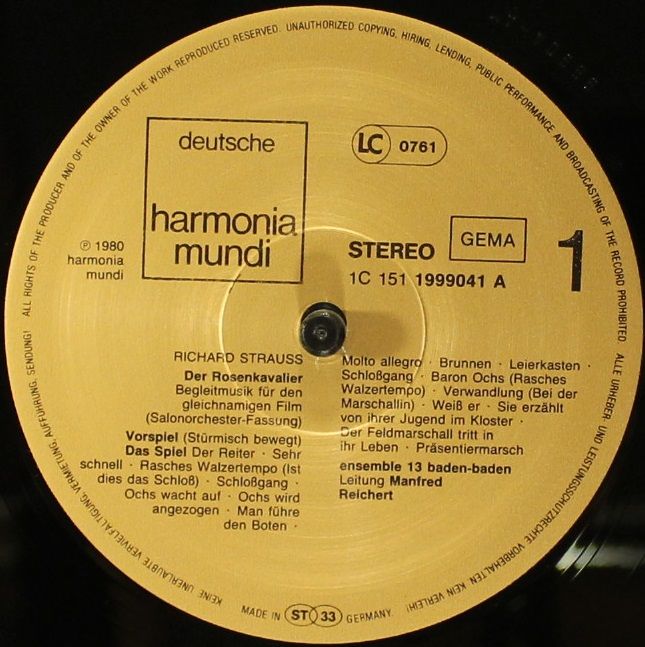 ALL RIGHTS OF THE PRODUCER AND OF THE OWNER OF THE WORK REPRODUCED RESERVED. UNAUTHORIZED COPYING, HIRING, LENDING, PUBLIC PERFORMANCE AND BROADCASTING OF THE RECORD PROHIBITED. ALLE URHEBER- UND LEISTUNGSSCHUTZRECHTE VORBEHALTEN KEIN VERLEIH!
KEINE UNERLAUBTE VERVIELFÄLTIGUNG, VERMIETUNG, AUFFÜHRUNG, SENDUNG!
deutsche
harmonia
mundi
LC 0761
℗ 1980
harmonia
mundi
STEREO
GEMA
1
1C 151 1999041 A
RICHARD STRAUSS
Der Rosenkavalier
Begleitmusik für den
gleichnamigen Film
(Salonorchester-Fassung)
Vorspiel (Stürmisch bewegt)
Das Spiel Der Reiter · Sehr
schnell · Rasches Walzertempo (Ist
dies das Schloß) · Schloßgang ·
Ochs wacht auf · Ochs wird
angezogen · Man führe
den Boten ·
Molto allegro · Brunnen · Leierkasten ·
Schloßgang · Baron Ochs (Rasches
Walzertempo) · Verwandlung (Bei der
Marschallin) · Weiß er · Sie erzählt
von ihrer Jugend im Kloster ·
Der Feldmarschall tritt in
ihr Leben · Präsentiermarsch
ensemble 13 baden-baden
Leitung Manfred
Reichert
MADE IN ST 33 GERMANY.